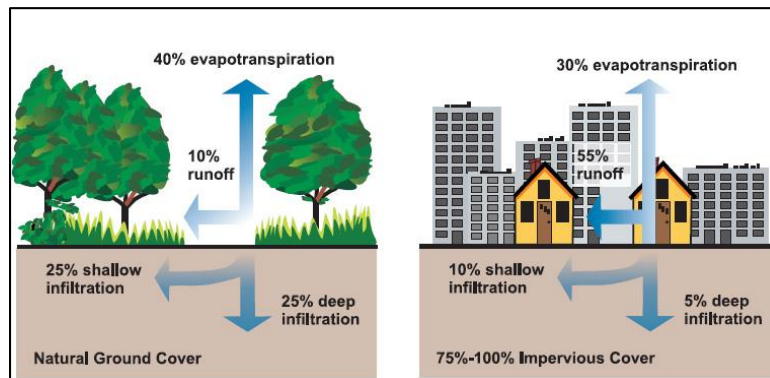 40% evapotranspiration
10%
runoff
25% shallow
infiltration
25% deep
infiltration
Natural Ground Cover
30% evapotranspiration
55%
runoff
10% shallow
infiltration
5% deep
infiltration
75%-100% Impervious Cover